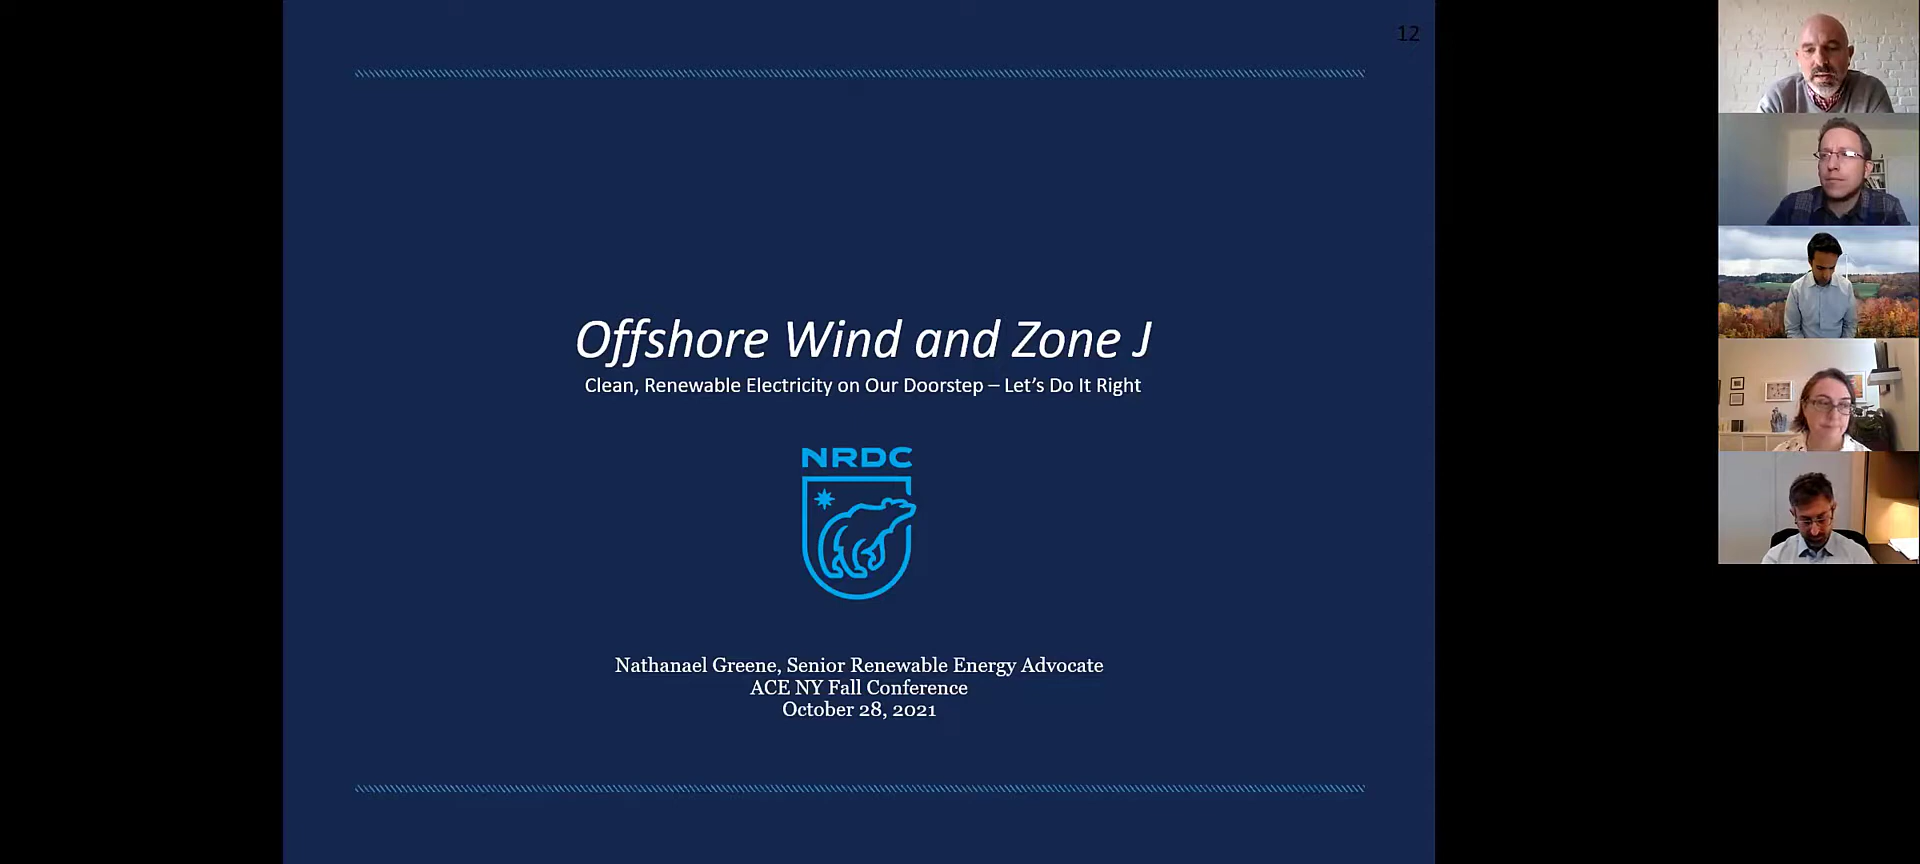 12
Offshore Wind and Zone J
Clean, Renewable Electricity on Our Doorstep – Let’s Do It Right
NRDC
Nathanael Greene, Senior Renewable Energy Advocate
ACE NY Fall Conference
October 28, 2021